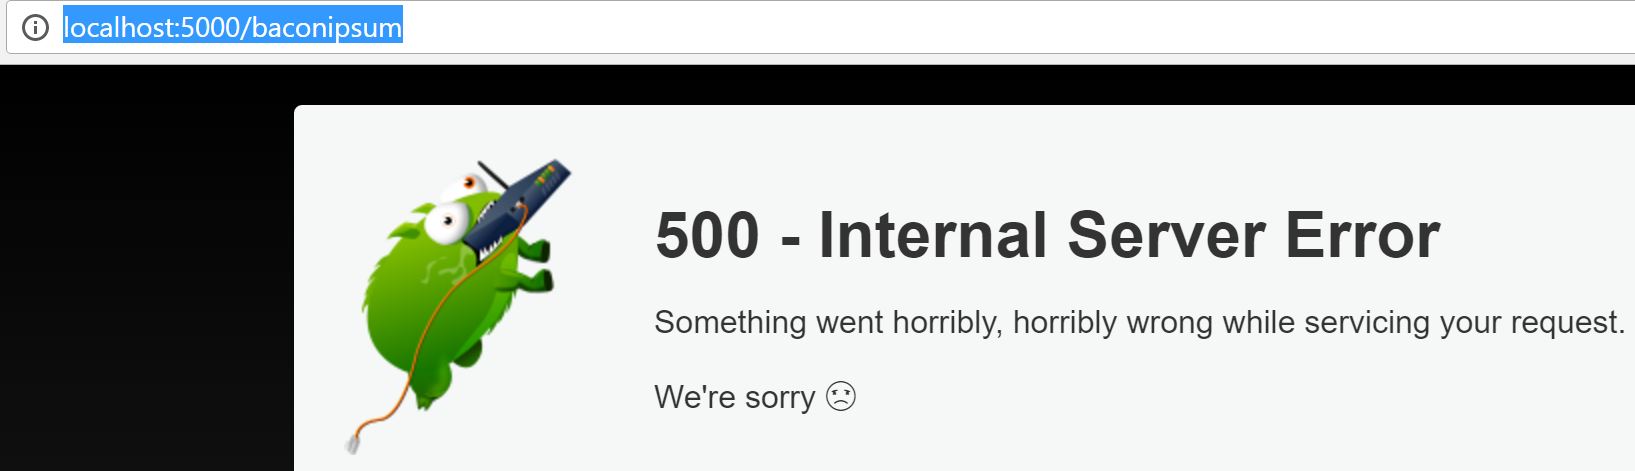 localhost:5000/baconipsum
500 - Internal Server Error
Something went horribly, horribly wrong while servicing your request.
We're sorry ☹